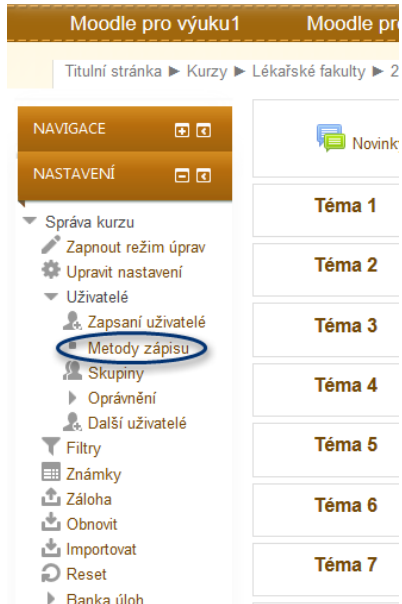 Moodle pro výuku1 Moodle pro
Titulní stránka ► Kurzy ► Lékařské fakulty ► 2
NAVIGACE
NASTAVENÍ
Správa kurzu
Zapnout režim úprav
Upravit nastavení
Uživatelé
Zapsaní uživatelé
Metody zápisu
Skupiny
Oprávnění
Další uživatelé
Filtry
Známky
Záloha
Obnovit
Importovat
Reset
Banka úloh
Novinky
Téma 1
Téma 2
Téma 3
Téma 4
Téma 5
Téma 6
Téma 7